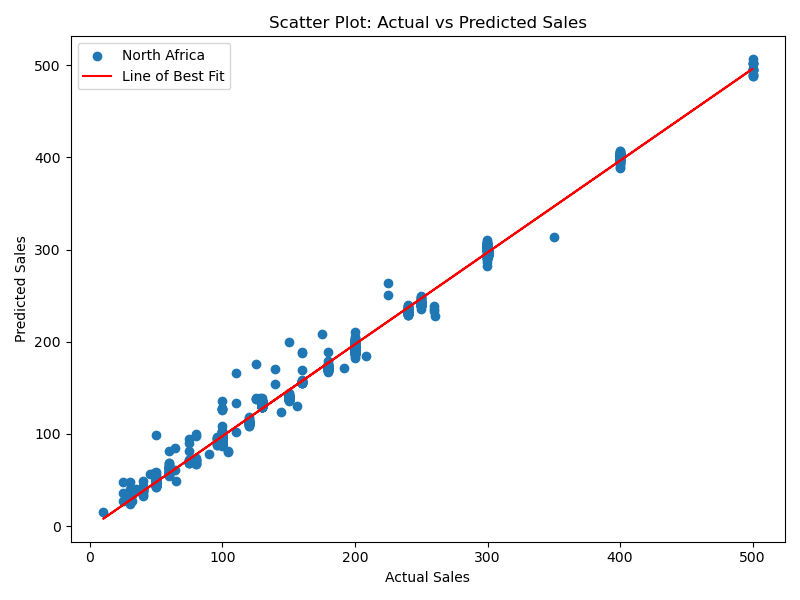 Scatter Plot: Actual vs Predicted Sales
North Africa
Line of Best Fit
500
400
300
200
100
0
Predicted Sales
0 100 200 300 400 500
Actual Sales